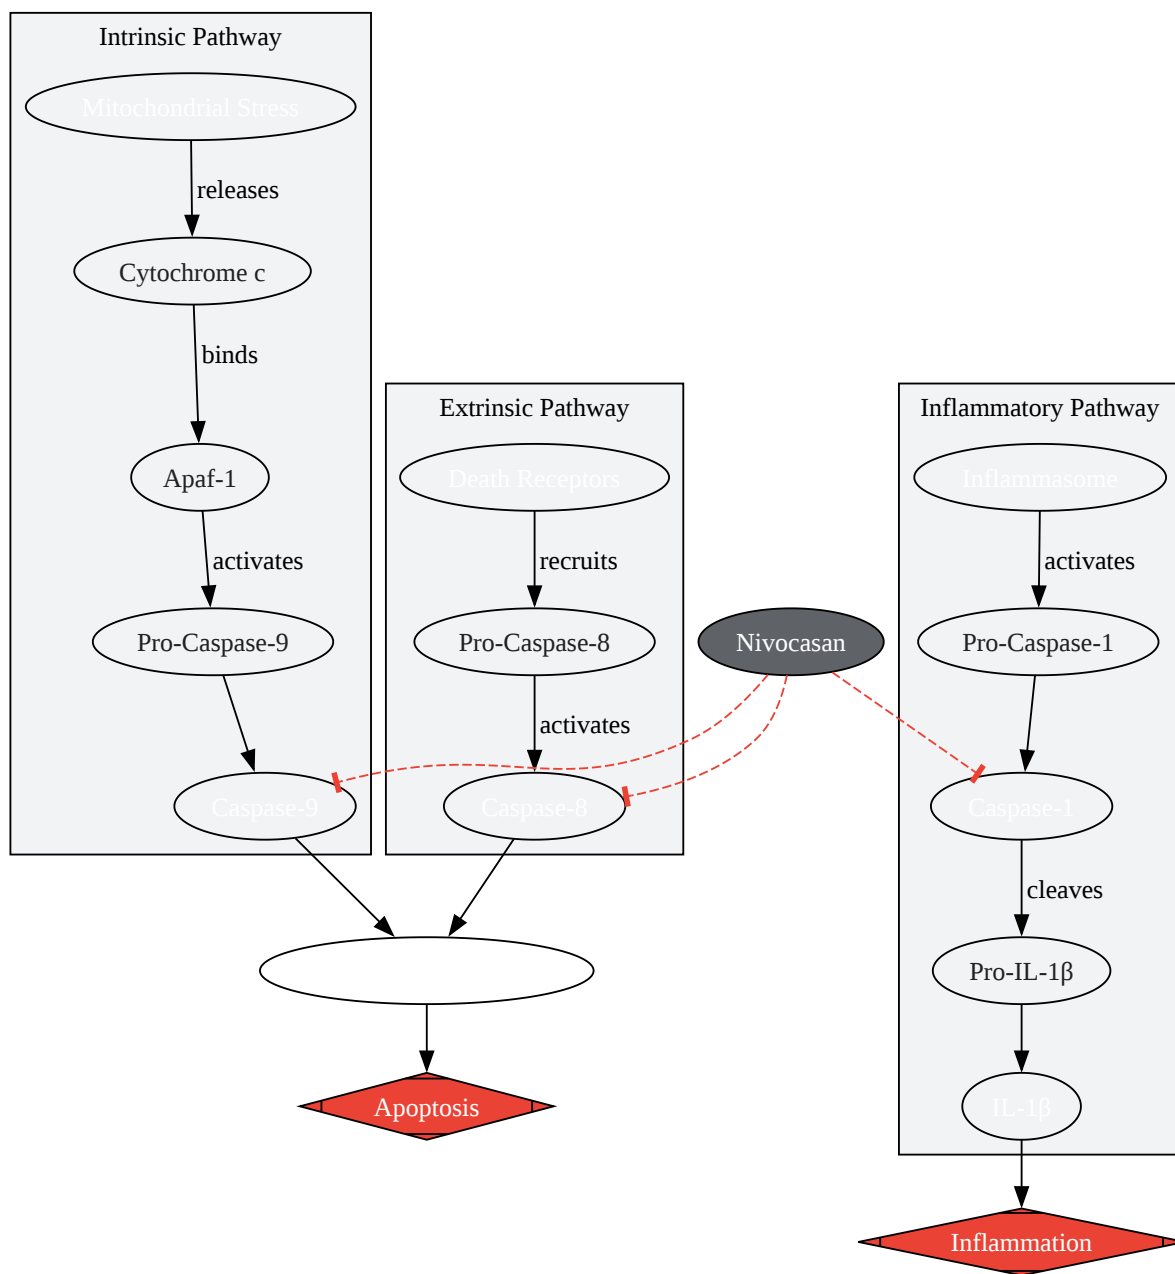 Intrinsic Pathway
Mitochondrial Stress
releases
Cytochrome c
binds
Apaf-1
activates
Pro-Caspase-9
Caspase-9
Extrinsic Pathway
Death Receptors
recruits
Pro-Caspase-8
activates
Caspase-8
Nivocasan
Apoptosis
Inflammatory Pathway
Inflammasome
activates
Pro-Caspase-1
Caspase-1
cleaves
Pro-IL-1β
IL-1β
Inflammation